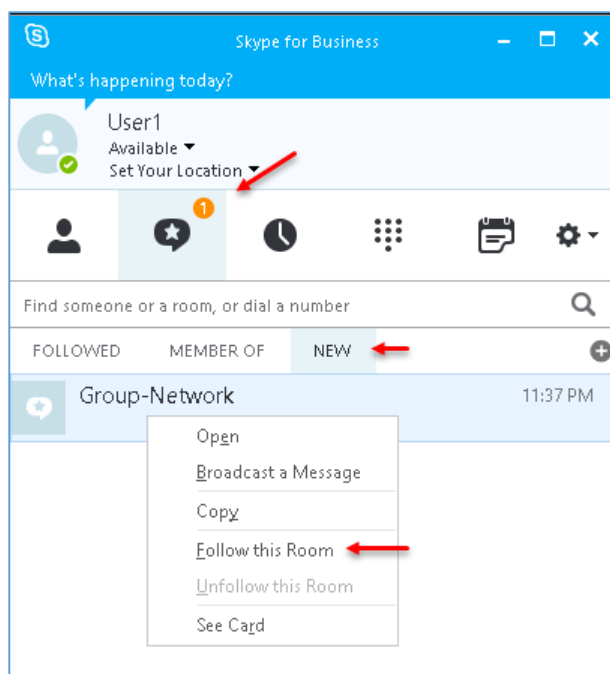 Skype for Business
What's happening today?
User1
Available
Set Your Location
1
Find someone or a room, or dial a number
FOLLOWED MEMBER OF NEW
Group-Network 11:37 PM
Open
Broadcast a Message
Copy
Follow this Room
Unfollow this Room
See Card